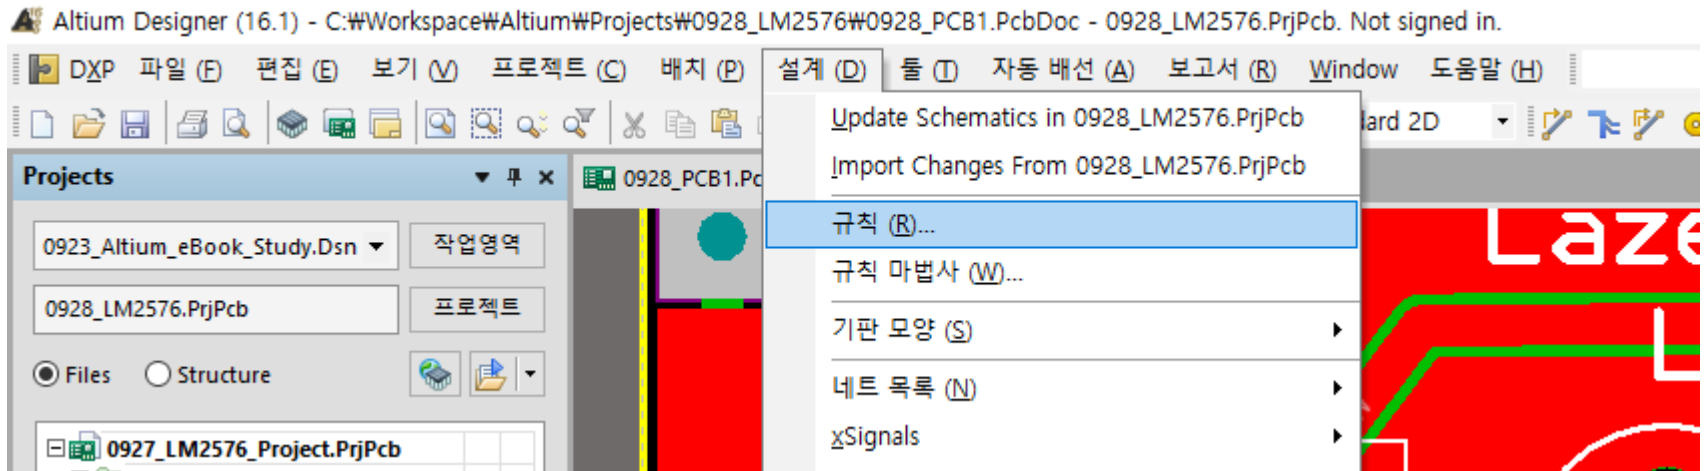 Altium Designer (16.1) - C:₩Workspace₩Altium₩Projects₩0928_LM2576₩0928_PCB1.PcbDoc - 0928_LM2576.PrjPcb. Not signed in.
DXP 파일 (F) 편집 (E) 보기 (V) 프로젝트 (C) 배치 (P) 설계 (D) 툴 (T) 자동 배선 (A) 보고서 (R) Window 도움말 (H)
Update Schematics in 0928_LM2576.PrjPcb
2D
Import Changes From 0928_LM2576.PrjPcb
Projects
0928_PCB1.Pc
규칙 (R)...
Laze
0923_Altium_eBook_Study.Dsn 작업영역
규칙 마법사 (W)...
0928_LM2576.PrjPcb 프로젝트
기판 모양 (S)
Files Structure
네트 목록 (N)
0927_LM2576_Project.PrjPcb
xSignals